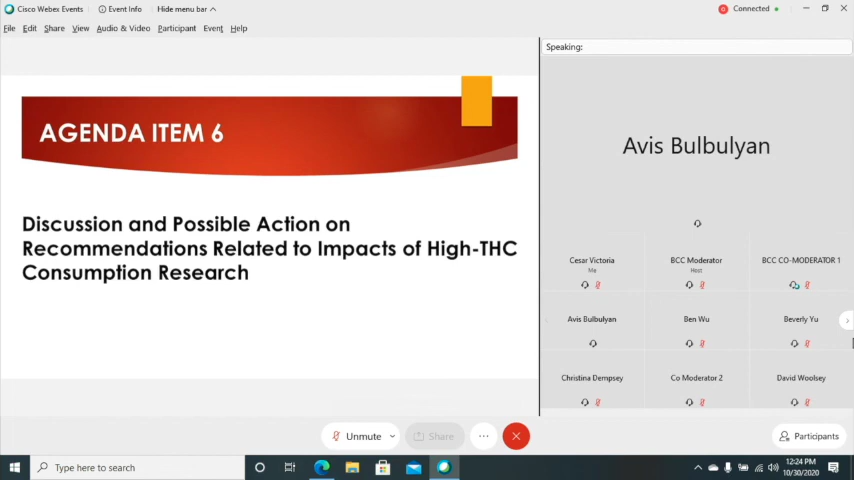 Cisco Webex Events
Event Info
Hide menu bar
Connected
File Edit Share View Audio & Video Participant Event Help
Speaking:
AGENDA ITEM 6
Discussion and Possible Action on
Recommendations Related to Impacts of High-THC
Consumption Research
Avis Bulbulyan
Cesar Victoria
Me
BCC Moderator
Host
BCC CO-MODERATOR 1
Avis Bulbulyan
Ben Wu
Beverly Yu
Christina Dempsey
Co Moderator 2
David Woolsey
Unmute
Share
Participants
Type here to search
12:24 PM
10/30/2020